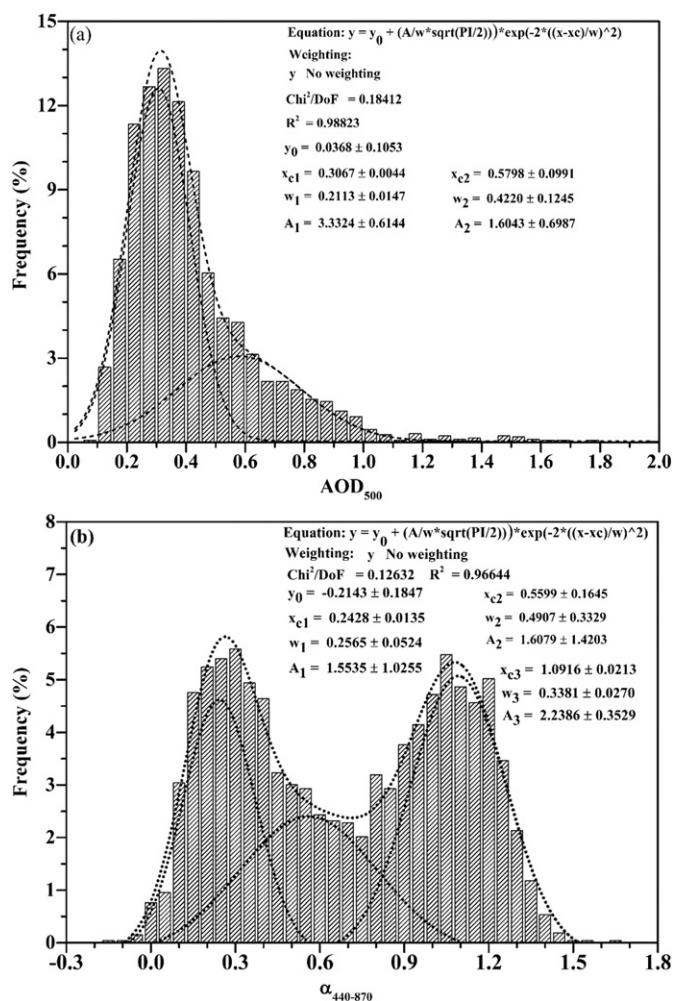 (a)
Equation: y = y0 + (A/w*sqrt(PI/2)))*exp(-2*((x-xc)/w)^2)
Weighting:
y No weighting
Chi^2/DoF = 0.18412
R^2 = 0.98823
y0 = 0.0368 ± 0.1053
xc1 = 0.3067 ± 0.0044 xc2 = 0.5798 ± 0.0991
w1 = 0.2113 ± 0.0147 w2 = 0.4220 ± 0.1245
A1 = 3.3324 ± 0.6144 A2 = 1.6043 ± 0.6987
Frequency (%)
15
12
9
6
3
0
0.0 0.2 0.4 0.6 0.8 1.0 1.2 1.4 1.6 1.8 2.0
AOD500
(b)
Equation: y = y0 + (A/w*sqrt(PI/2)))*exp(-2*((x-xc)/w)^2)
Weighting: y No weighting
Chi^2/DoF = 0.12632 R^2 = 0.96644
y0 = -0.2143 ± 0.1847 xc2 = 0.5599 ± 0.1645
xc1 = 0.2428 ± 0.0135 w2 = 0.4907 ± 0.3329
w1 = 0.2565 ± 0.0524 A2 = 1.6079 ± 1.4203
A1 = 1.5535 ± 1.0255 xc3 = 1.0916 ± 0.0213
w3 = 0.3381 ± 0.0270
A3 = 2.2386 ± 0.3529
Frequency (%)
8
7
6
5
4
3
2
1
0
-0.3 0.0 0.3 0.6 0.9 1.2 1.5 1.8
α440-870